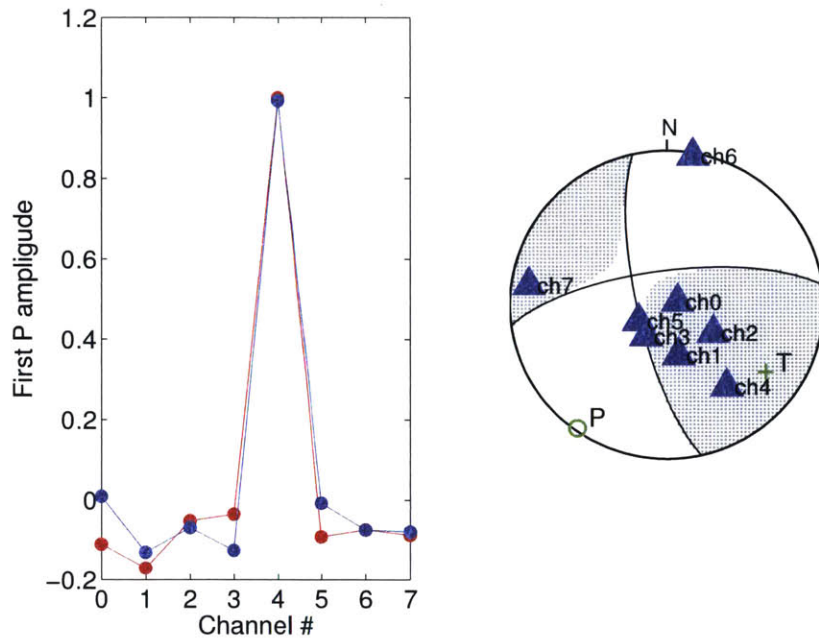 1.2
1
0.8
0.6
0.4
0.2
0
−0.2
0 1 2 3 4 5 6 7
Channel #
First P ampligude
N
ch6
ch7
ch0
ch5
ch2
ch3
ch1
T
ch4
P